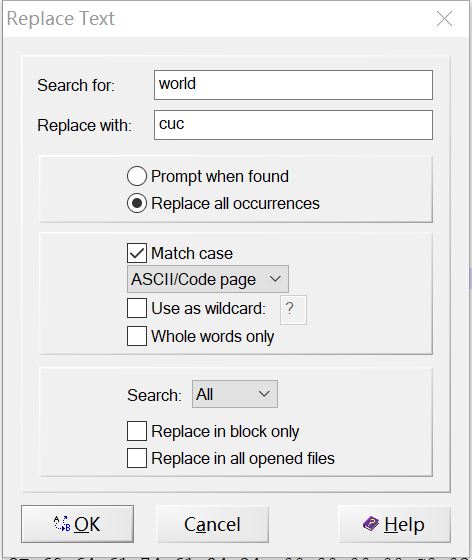 Replace Text
Search for: world
Replace with: cuc
Prompt when found
Replace all occurrences
Match case
ASCII/Code page
Use as wildcard: ?
Whole words only
Search: All
Replace in block only
Replace in all opened files
OK Cancel Help